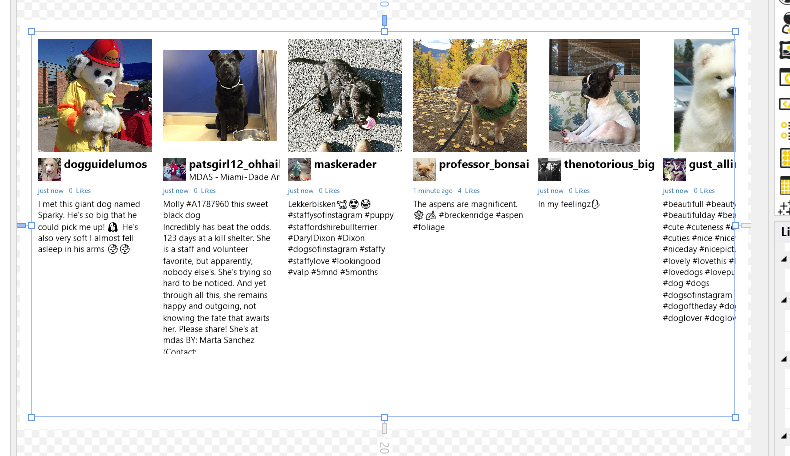 0
dogguidelumos
just now 0 Likes
I met this giant dog named
Sparky. He's so big that he
could pick me up! He's
also very soft I almost fell
asleep in his arms
patsgirl12_ohhai
MDAS - Miami-Dade Ar
just now 0 Likes
Molly #A1787960 this sweet
black dog
Incredibly has beat the odds.
123 days at a kill shelter. She
is a staff and volunteer
favorite, but apparently,
nobody else's. She's trying so
hard to be noticed. And yet
through all this, she remains
happy and outgoing, not
knowing the fate that awaits
her. Please share! She's at
mdas BY: Marta Sanchez
(Contact:
maskerader
just now 0 Likes
Lekkerbisken
#staffysofinstagram #puppy
#staffordshirebullterrier
#DarylDixon #Dixon
#dogsofinstagram #staffy
#staffylove #lookingood
#valp #5mnd #5months
professor_bonsai
1 minute ago 4 Likes
The aspens are magnificent.
#breckenridge #aspen
#foliage
thenotorious_big
just now 0 Likes
In my feelingz
gust_alli
just now 0 Likes
#beautifull #beaut
#beautifulday #bea
#cute #cuteness #c
#cuties #nice #nice
#niceday #nicepict
#lovely #lovethis #l
#lovedogs #lovepu
#dog #dogs
#dogsofinstagram
#dogoftheday #do
#doglover #doglov
20
Li